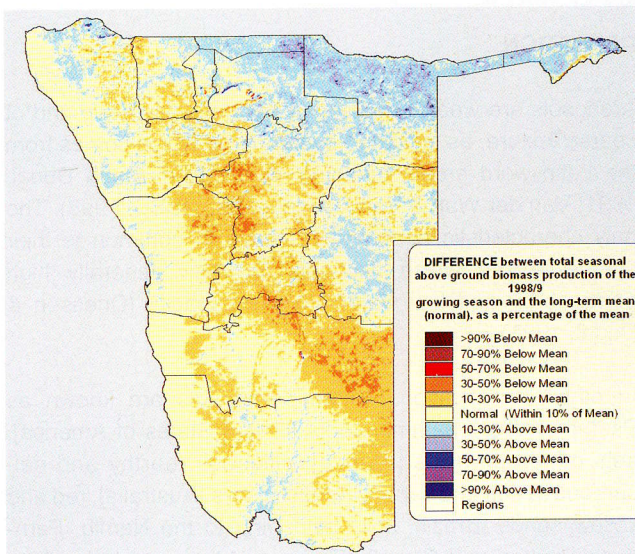 DIFFERENCE between total seasonal
above ground biomass production of the
1998/9
growing season and the long-term mean
(normal). as a percentage of the mean
>90% Below Mean
70-90% Below Mean
50-70% Below Mean
30-50% Below Mean
10-30% Below Mean
Normal (Within 10% of Mean)
10-30% Above Mean
30-50% Above Mean
50-70% Above Mean
70-90% Above Mean
>90% Above Mean
Regions